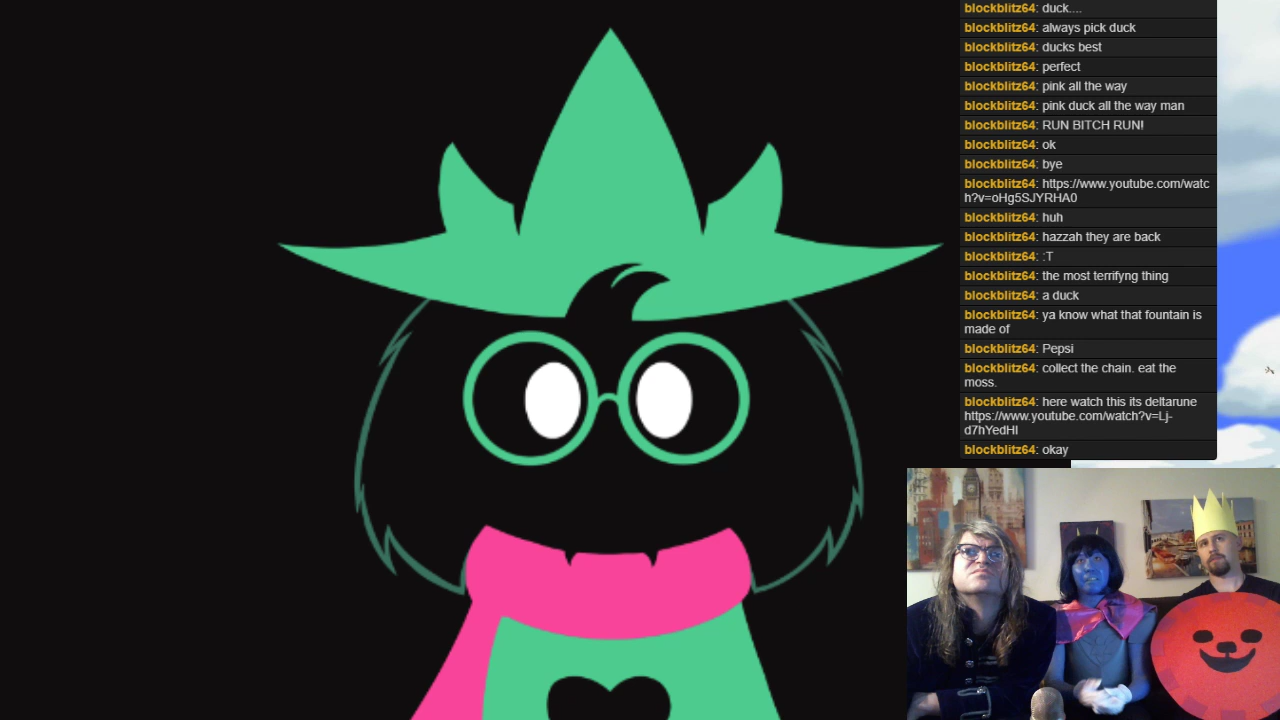 blockblitz64: duck....
blockblitz64: always pick duck
blockblitz64: ducks best
blockblitz64: perfect
blockblitz64: pink all the way
blockblitz64: pink duck all the way man
blockblitz64: RUN BITCH RUN!
blockblitz64: ok
blockblitz64: bye
blockblitz64: https://www.youtube.com/watc
h?v=oHg5SJYRHA0
blockblitz64: huh
blockblitz64: hazzah they are back
blockblitz64: :T
blockblitz64: the most terrifyng thing
blockblitz64: a duck
blockblitz64: ya know what that fountain is
made of
blockblitz64: Pepsi
blockblitz64: collect the chain. eat the
moss.
blockblitz64: here watch this its deltarune
https://www.youtube.com/watch?v=Lj-
d7hYedHI
blockblitz64: okay